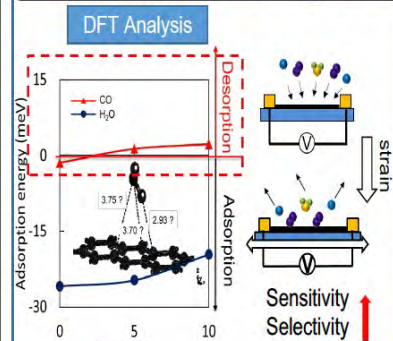 DFT Analysis
Adsorption energy (meV)
15
0
-15
-30
CO
H₂O
3.75 ?
3.70 ?
2.93 ?
0
5
10
Desorption
Adsorption
V
strain
V
Sensitivity
Selectivity